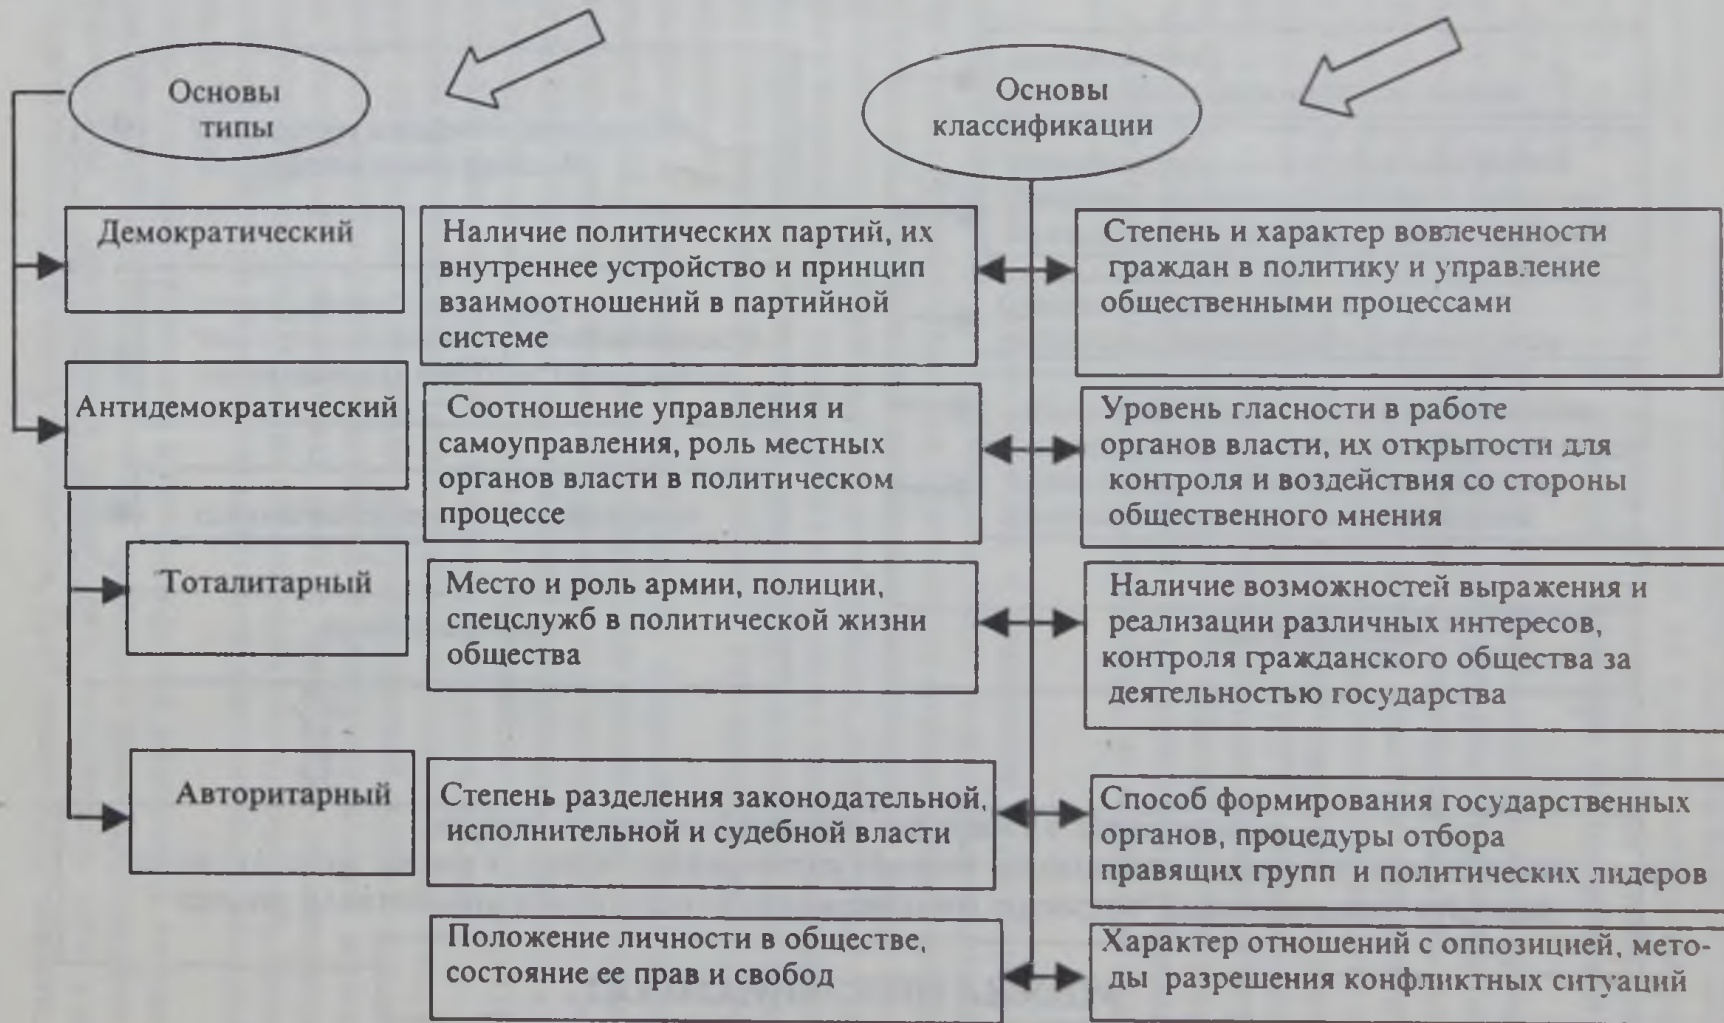 Основы
типы
Основы
классификации
Демократический
Наличие политических партий, их
внутреннее устройство и принцип
взаимоотношений в партийной
системе
Степень и характер вовлеченности
граждан в политику и управление
общественными процессами
Антидемократический
Соотношение управления и
самоуправления, роль местных
органов власти в политическом
процессе
Уровень гласности в работе
органов власти, их открытости для
контроля и воздействия со стороны
общественного мнения
Тоталитарный
Место и роль армии, полиции,
спецслужб в политической жизни
общества
Наличие возможностей выражения и
реализации различных интересов,
контроля гражданского общества за
деятельностью государства
Авторитарный
Степень разделения законодательной,
исполнительной и судебной власти
Способ формирования государственных
органов, процедуры отбора
правящих групп и политических лидеров
Положение личности в обществе,
состояние ее прав и свобод
Характер отношений с оппозицией, мето-
ды разрешения конфликтных ситуаций